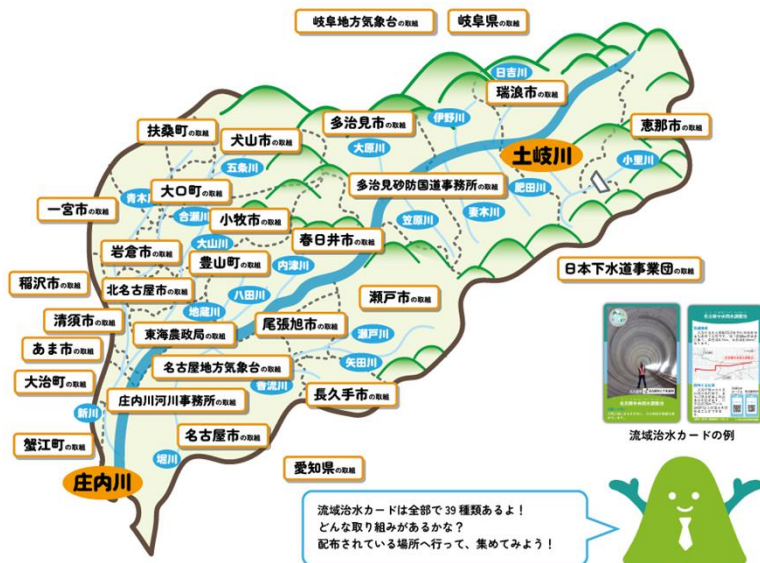 岐阜地方気象台の取組
岐阜県の取組
日吉川
瑞浪市の取組
扶桑町の取組
犬山市の取組
多治見市の取組
伊野川
恵那市の取組
大原川
土岐川
小里川
五条川
大口町の取組
多治見砂防国道事務所の取組
肥田川
青木川
一宮市の取組
合瀬川
小牧市の取組
笠原川
妻木川
岩倉市の取組
大山川
春日井市の取組
豊山町の取組
内津川
日本下水道事業団の取組
稲沢市の取組
北名古屋市の取組
八田川
瀬戸市の取組
清須市の取組
地蔵川
東海農政局の取組
尾張旭市の取組
瀬戸川
あま市の取組
名古屋地方気象台の取組
矢田川
大治町の取組
香流川
長久手市の取組
庄内川河川事務所の取組
新川
蟹江町の取組
名古屋市の取組
堀川
愛知県の取組
庄内川
流域治水カードの例
流域治水カードは全部で39種類あるよ！
どんな取り組みがあるかな？
配布されている場所へ行って、集めてみよう！